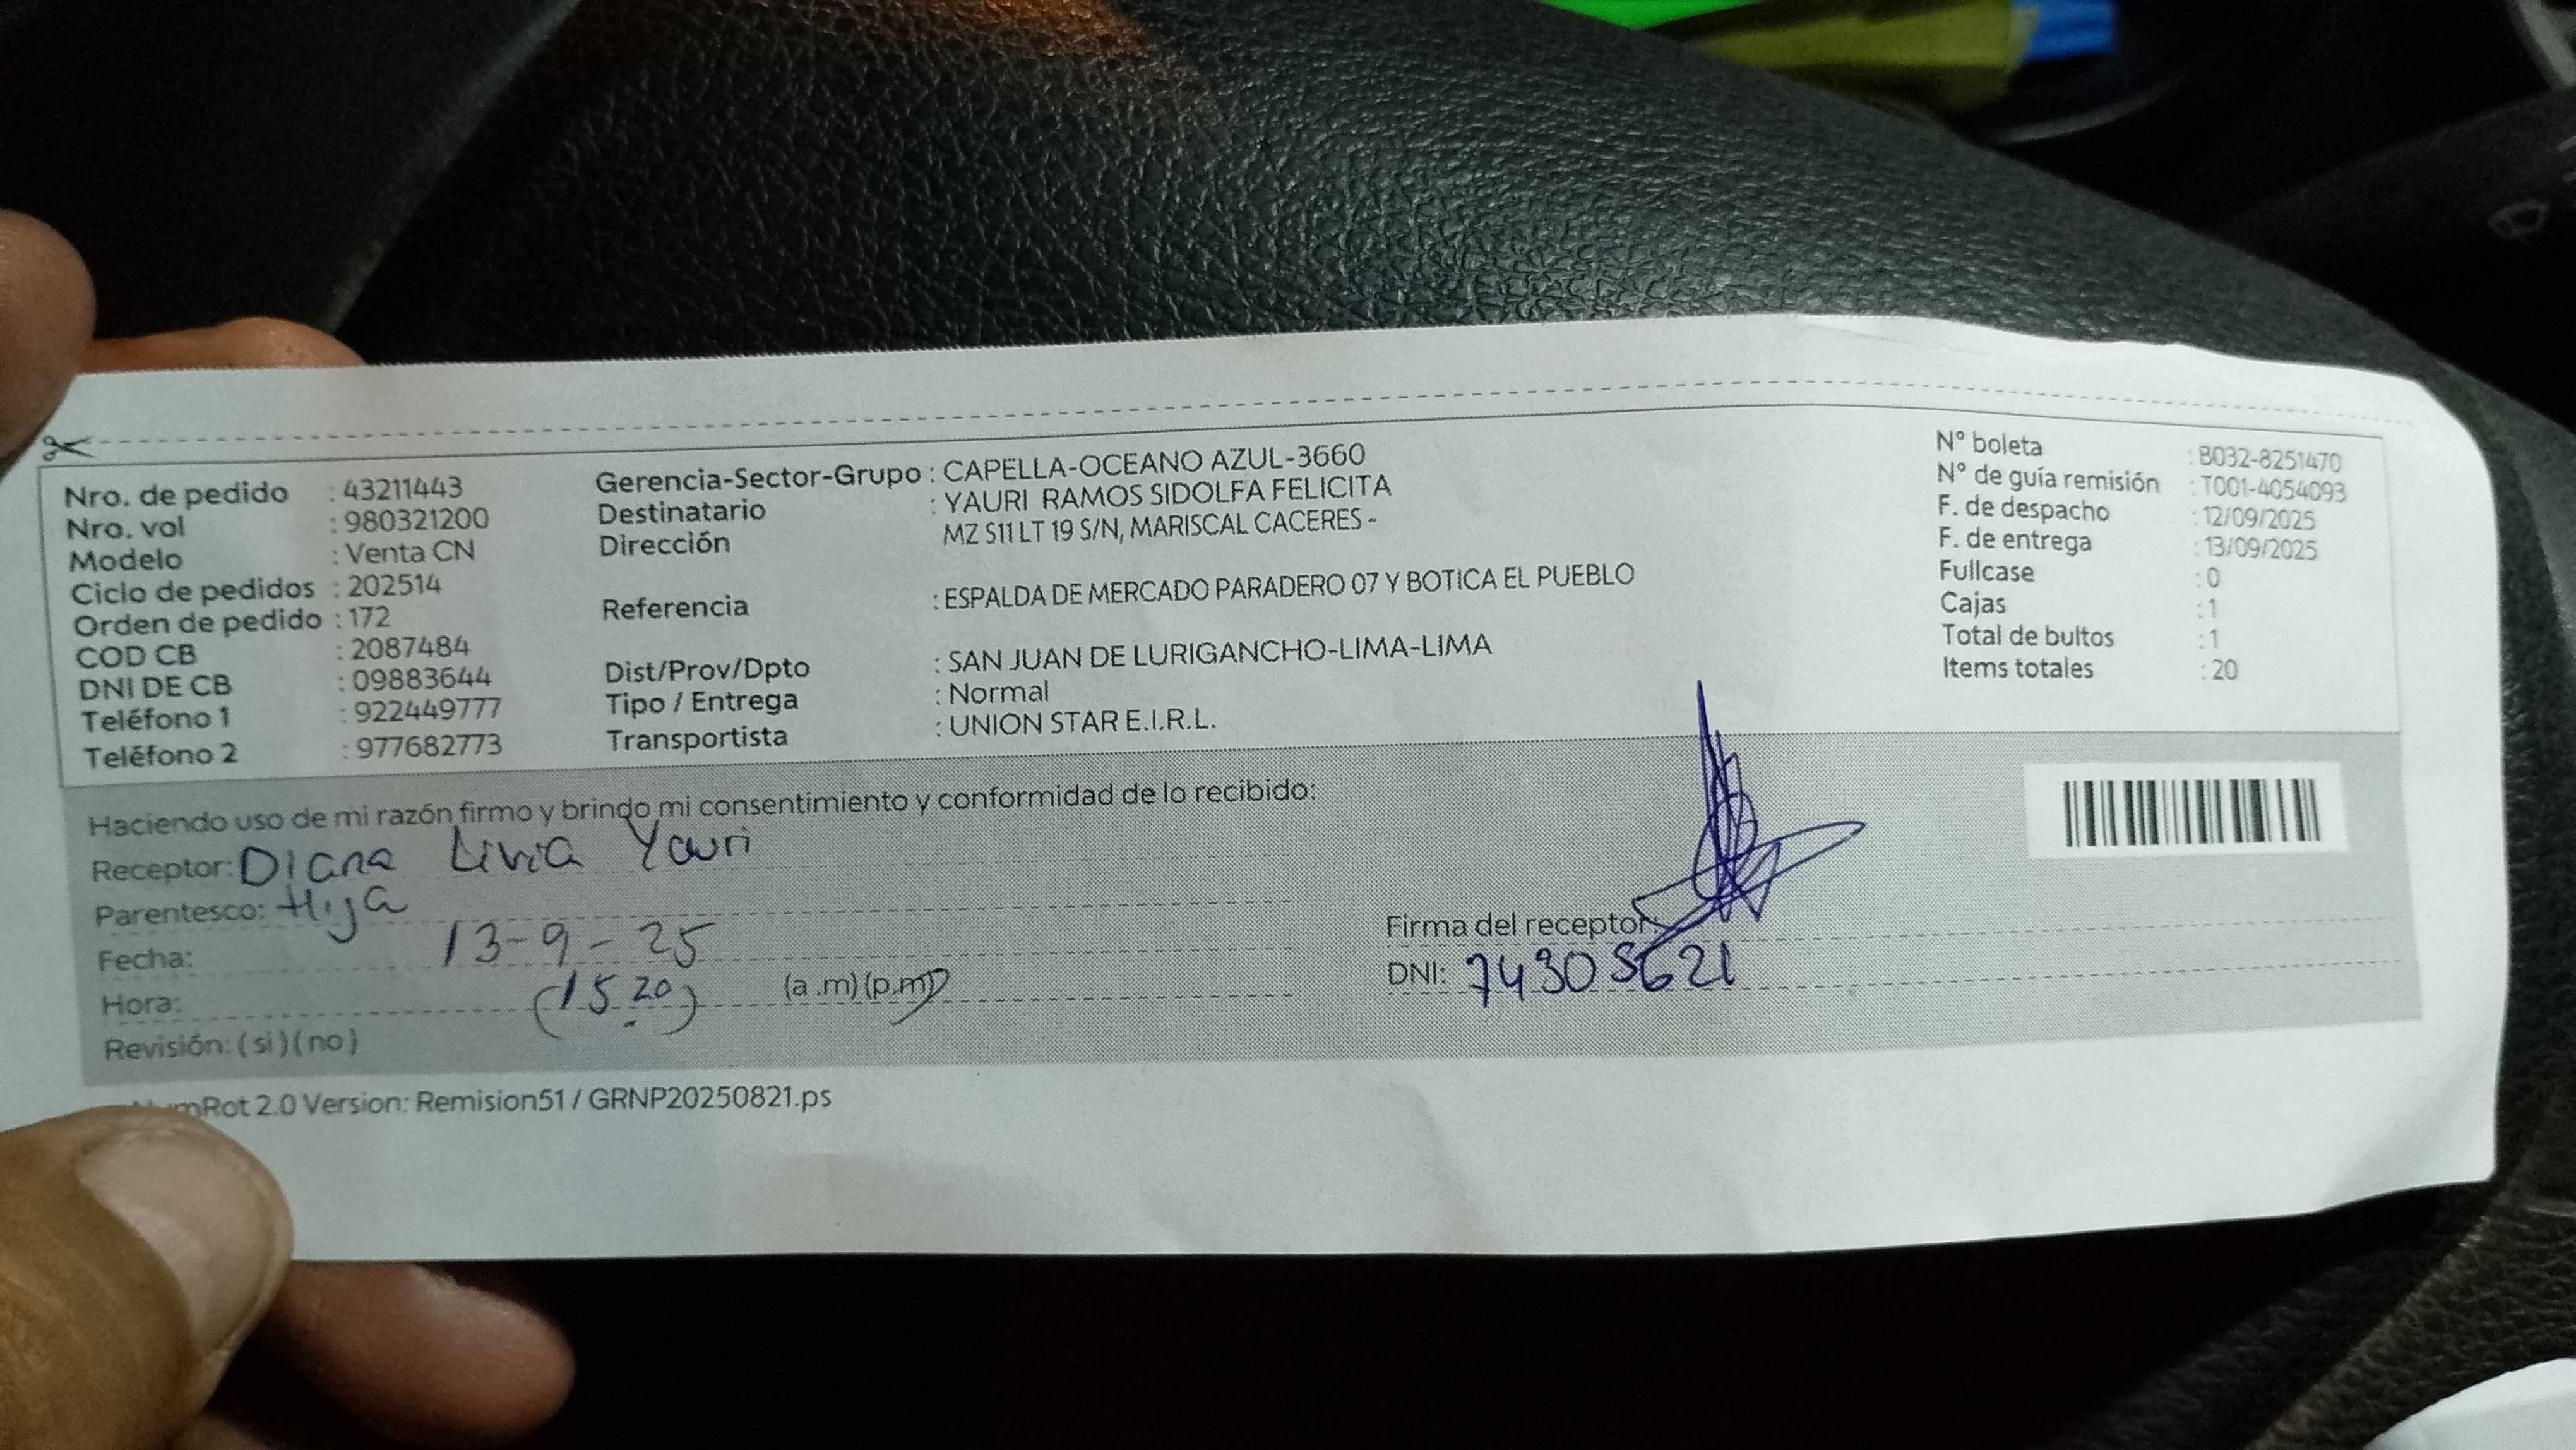 Nro. de pedido : 43211443
Nro. vol : 980321200
Modelo : Venta CN
Ciclo de pedidos : 202514
Orden de pedido : 172
COD CB : 2087484
DNI DE CB : 09883644
Teléfono 1 : 922449777
Teléfono 2 : 977682773
Gerencia-Sector-Grupo : CAPELLA-OCEANO AZUL-3660
Destinatario : YAURI RAMOS SIDOLFA FELICITA
Dirección MZ S11 LT 19 S/N, MARISCAL CACERES -
Referencia : ESPALDA DE MERCADO PARADERO 07 Y BOTICA EL PUEBLO
Dist/Prov/Dpto : SAN JUAN DE LURIGANCHO-LIMA-LIMA
Tipo / Entrega : Normal
Transportista : UNION STAR E.I.R.L.
N° boleta : B032-8251470
N° de guía remisión : T001-4054093
F. de despacho : 12/09/2025
F. de entrega : 13/09/2025
Fullcase : 0
Cajas : 1
Total de bultos : 1
Items totales : 20
Haciendo uso de mi razón firmo y brindo mi consentimiento y conformidad de lo recibido:
Receptor: Diana Livia Yauri
Parentesco: Hija
Fecha: 13-9-25
Hora: (15.20) (a.m)(p.m)
Revisión: (si)(no)
Firma del receptor:
DNI: 74305621
Rot 2.0 Version: Remision51 / GRNP20250821.ps